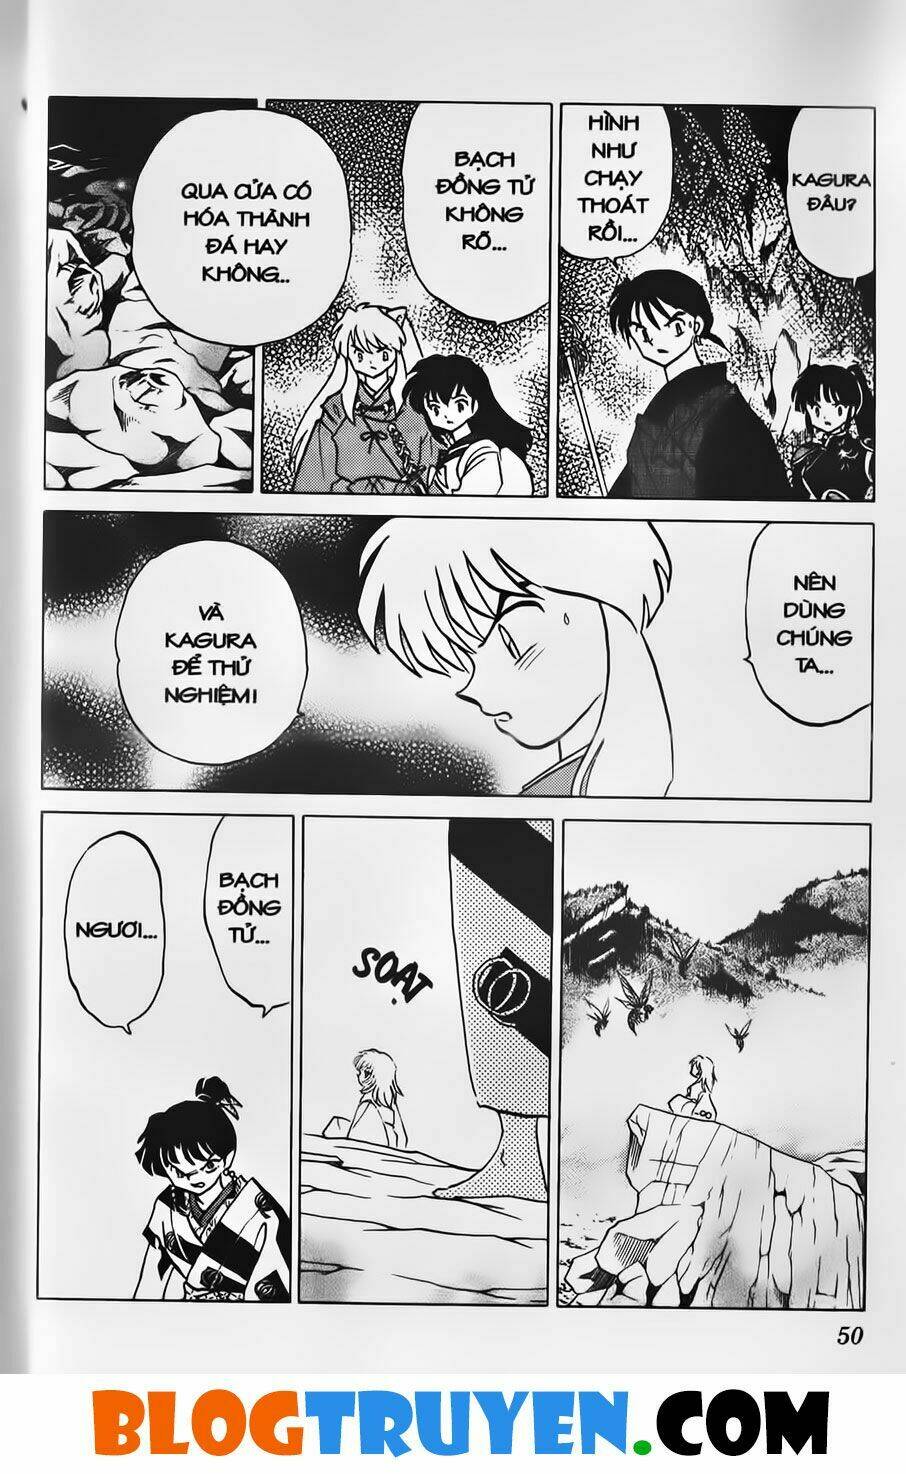 KAGURA
ĐÂU?
HÌNH
NHƯ
CHẠY
THOÁT
RỒI...
BẠCH
ĐỒNG TỬ
KHÔNG
RÕ...
QUA CỬA CÓ
HÓA THÀNH
ĐÁ HAY
KHÔNG...
NÊN
DÙNG
CHÚNG
TA...
VÀ
KAGURA
ĐỂ THỬ
NGHIỆM!
SOẠT
BẠCH
ĐỒNG
TỬ...
NGƯƠI...
50
BLOGTRUYEN.COM